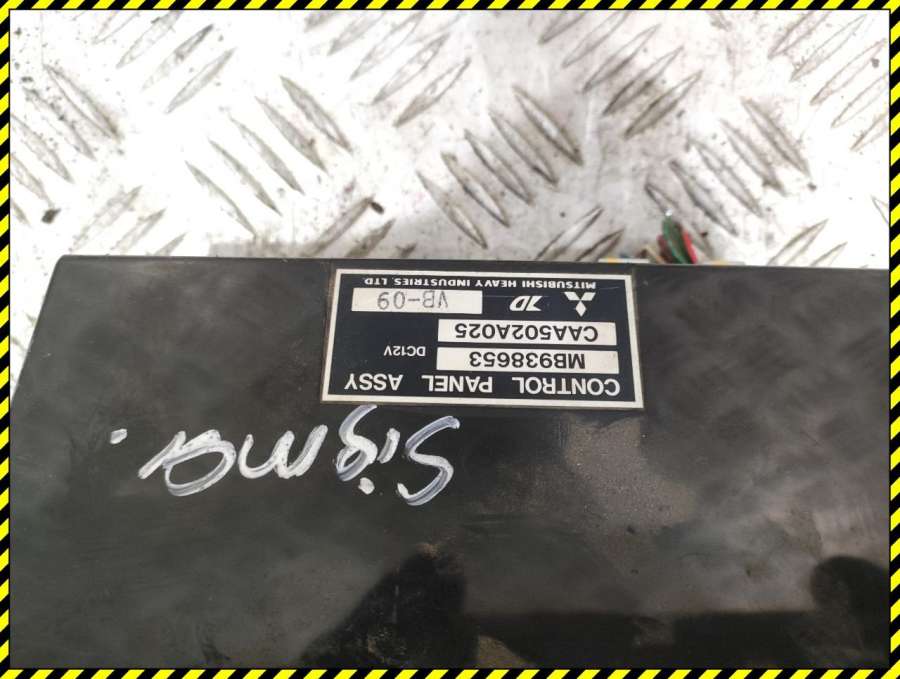 CONTROL PANEL ASSY
MB938653 DC12V
CAA502A025
VB-09
MITSUBISHI HEAVY INDUSTRIES, LTD.
Sigma